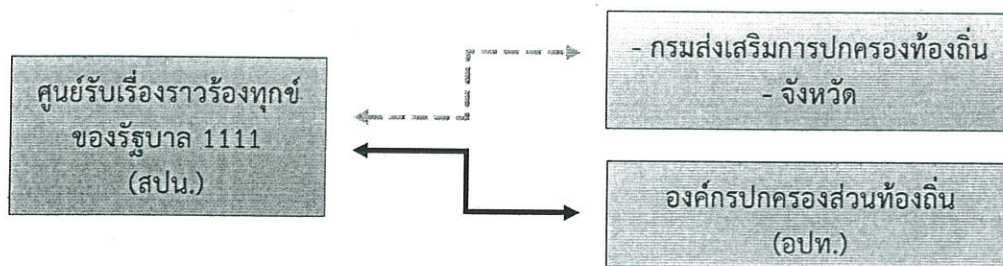 ศูนย์รับเรื่องราวร้องทุกข์
ของรัฐบาล 1111
(สปน.)
- กรมส่งเสริมการปกครองท้องถิ่น
- จังหวัด
องค์กรปกครองส่วนท้องถิ่น
(อปท.)